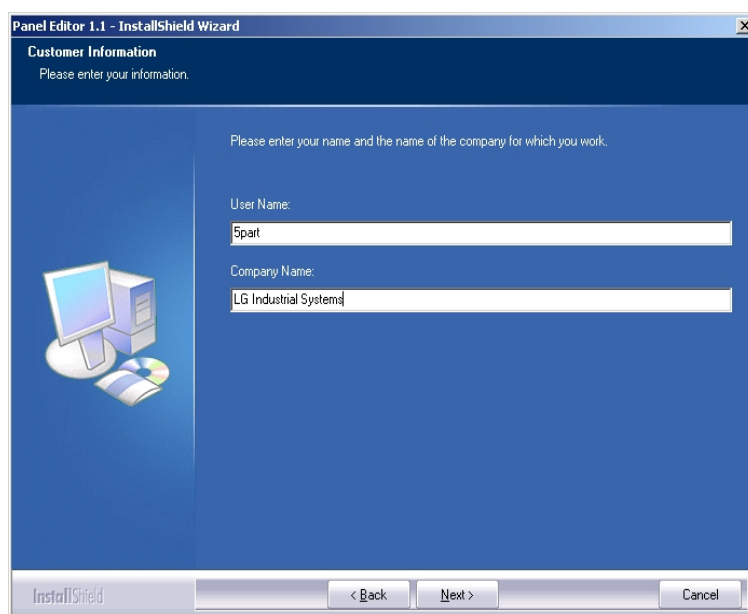 Panel Editor 1.1 - InstallShield Wizard
Customer Information
Please enter your information.
Please enter your name and the name of the company for which you work.
User Name:
5part
Company Name:
LG Industrial Systems
InstallShield
< Back
Next >
Cancel